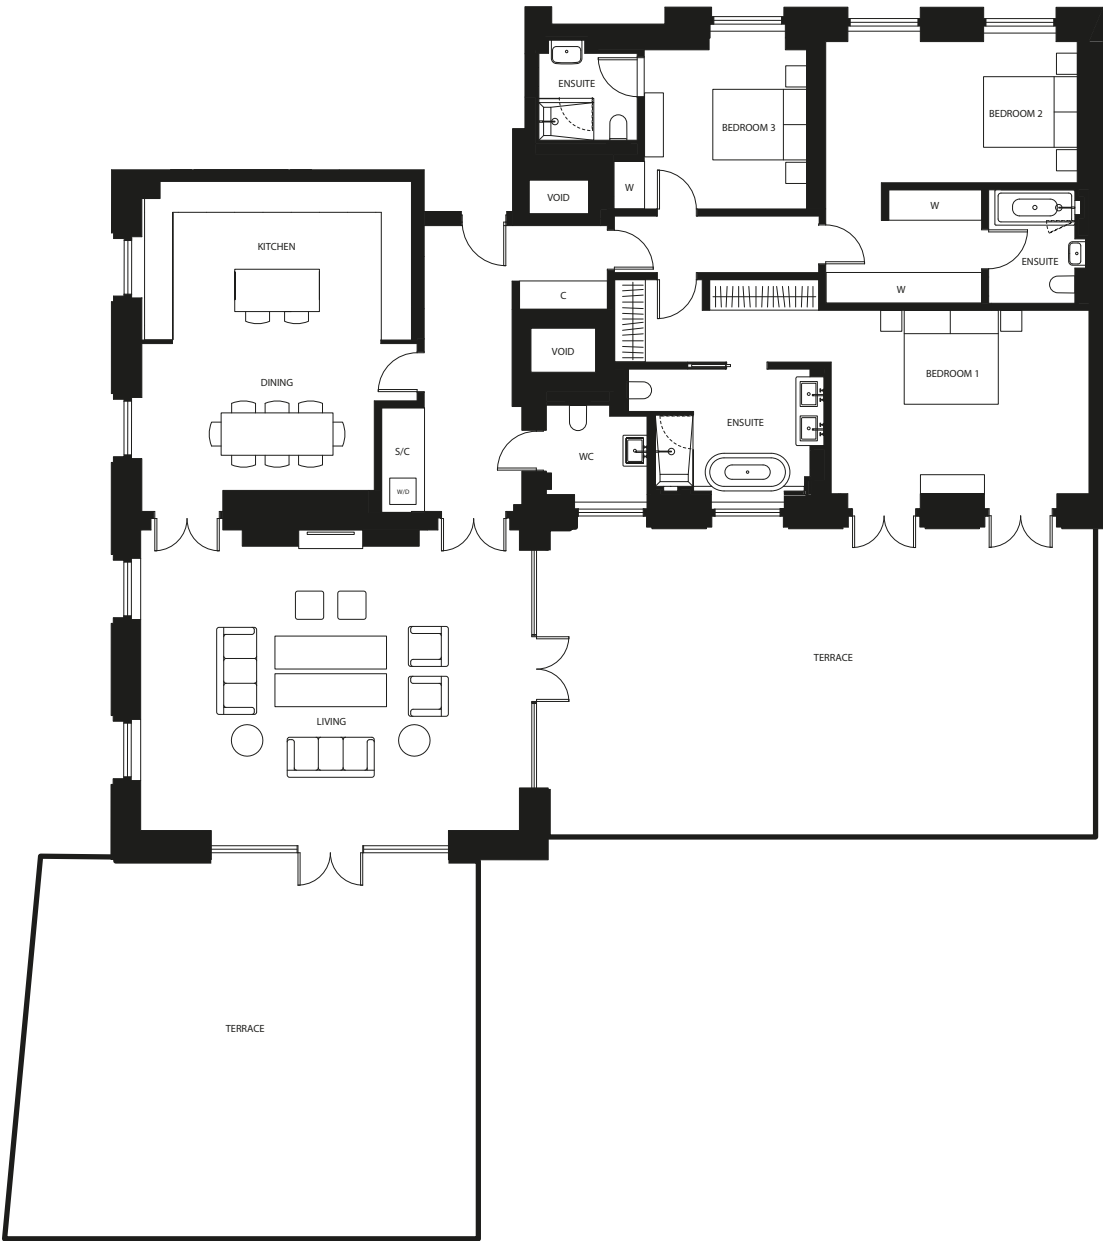 ENSUITE
BEDROOM 3
BEDROOM 2
W
VOID
W
ENSUITE
KITCHEN
W
C
VOID
BEDROOM 1
DINING
ENSUITE
S/C
WC
W/D
TERRACE
LIVING
TERRACE